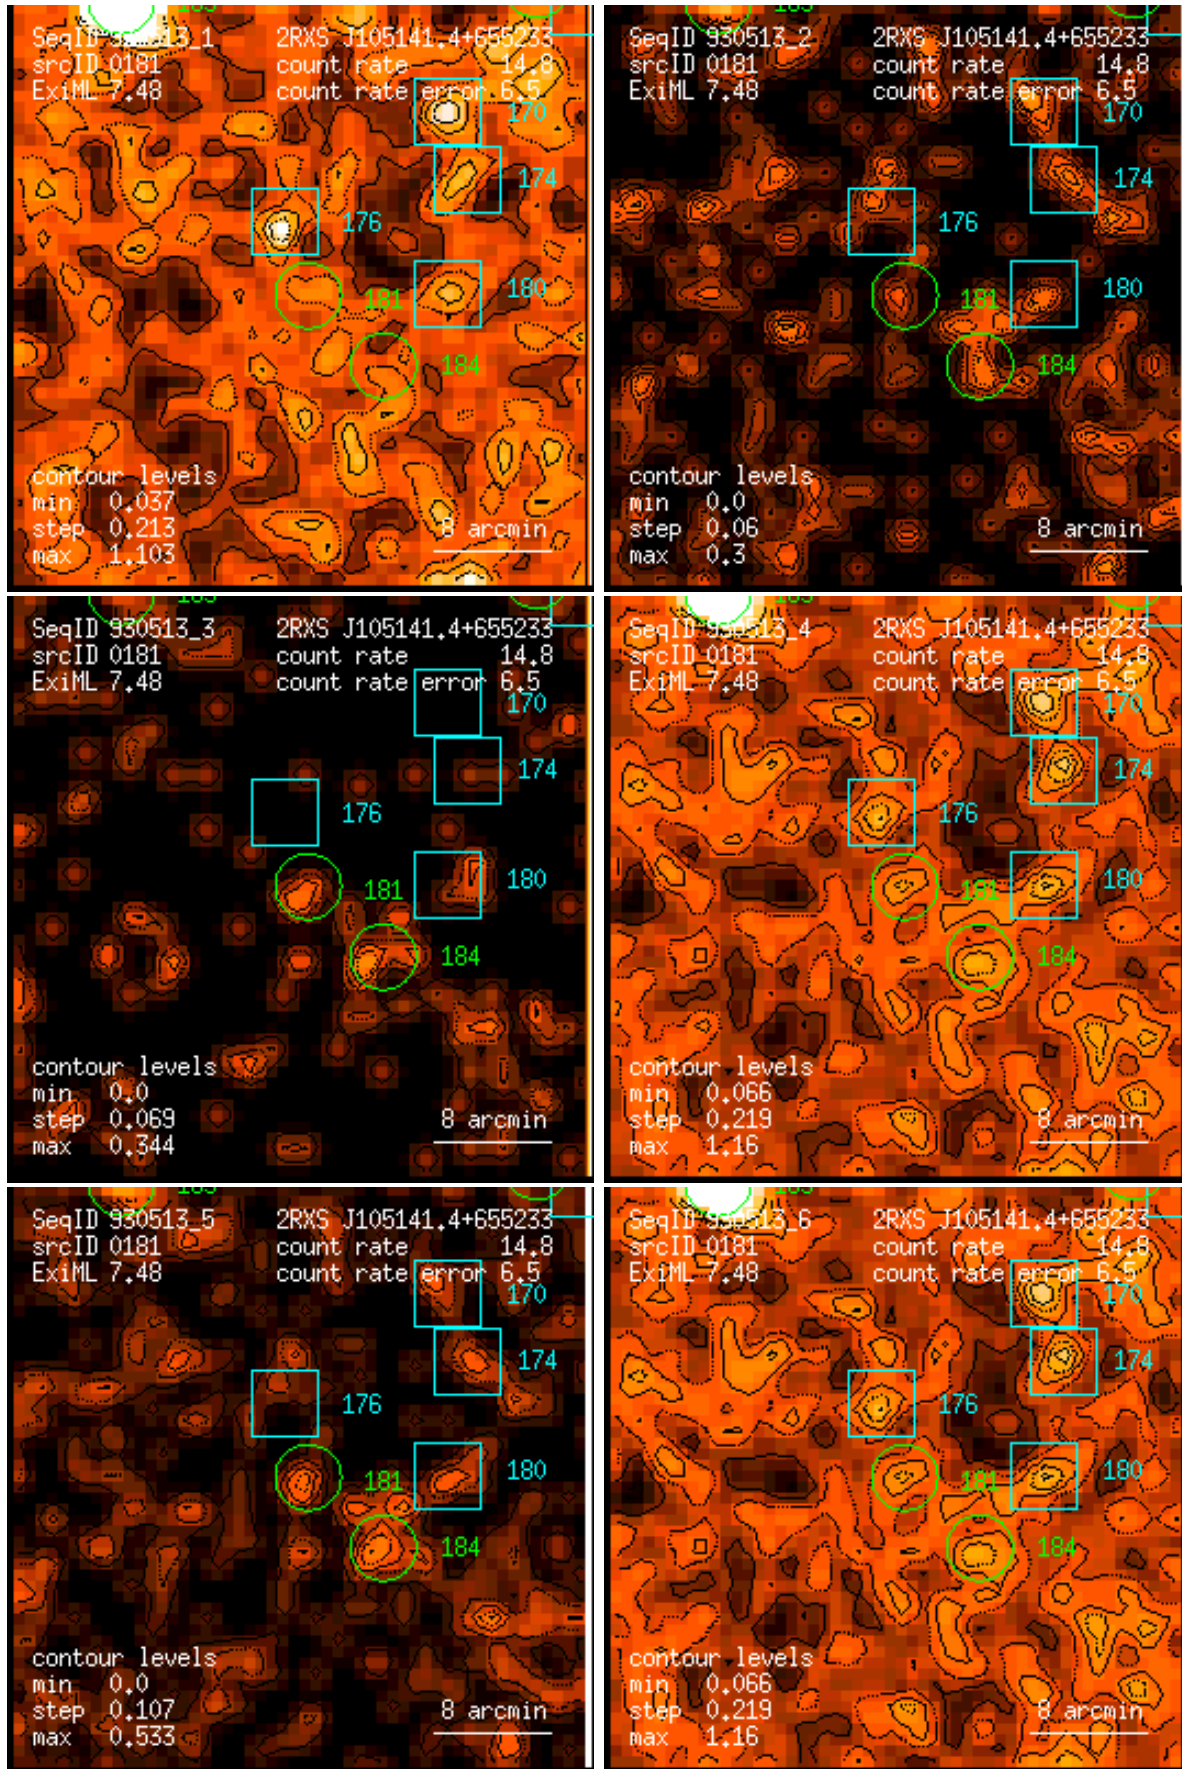 SeqID 930513_1 2RXS J105141.4+655233
srcID 0181 count rate 14.8
ExiML 7.48 count rate error 6.5
170
174
176
180
181
184
contour levels
min 0.037
step 0.213 8 arcmin
max 1.103
SeqID 930513_2 2RXS J105141.4+655233
srcID 0181 count rate 14.8
ExiML 7.48 count rate error 6.5
170
174
176
180
181
184
contour levels
min 0.0
step 0.06 8 arcmin
max 0.3
SeqID 930513_3 2RXS J105141.4+655233
srcID 0181 count rate 14.8
ExiML 7.48 count rate error 6.5
170
174
176
180
181
184
contour levels
min 0.0
step 0.069 8 arcmin
max 0.344
SeqID 930513_4 2RXS J105141.4+655233
srcID 0181 count rate 14.8
ExiML 7.48 count rate error 6.5
170
174
176
180
181
184
contour levels
min 0.066
step 0.219 8 arcmin
max 1.16
SeqID 930513_5 2RXS J105141.4+655233
srcID 0181 count rate 14.8
ExiML 7.48 count rate error 6.5
170
174
176
180
181
184
contour levels
min 0.0
step 0.107 8 arcmin
max 0.533
SeqID 930513_6 2RXS J105141.4+655233
srcID 0181 count rate 14.8
ExiML 7.48 count rate error 6.5
170
174
176
180
181
184
contour levels
min 0.066
step 0.219 8 arcmin
max 1.16